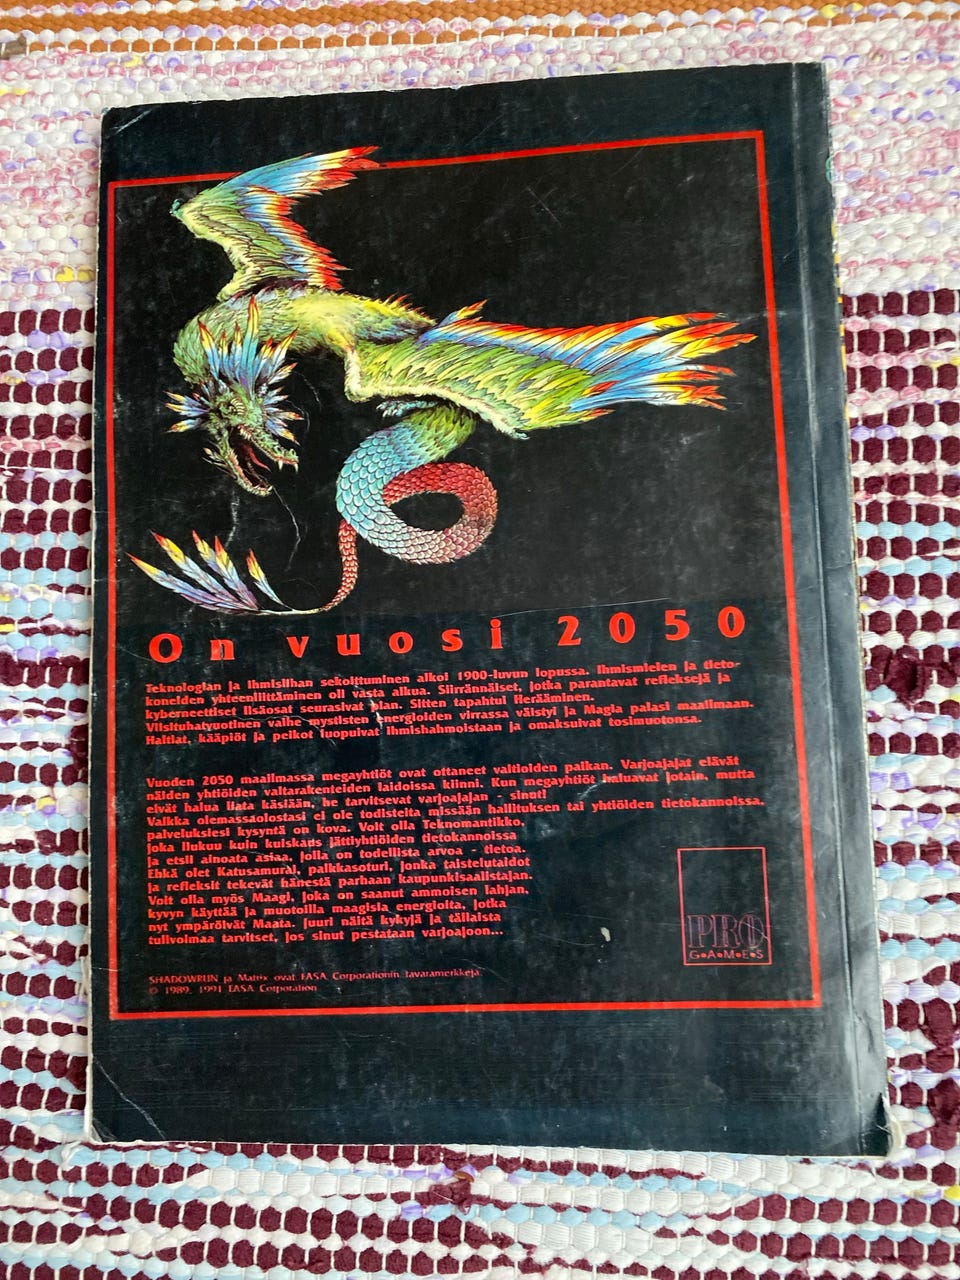 On vuosi 2050
Teknologian ja ihmislihan sekoittuminen alkoi 1900-luvun lopussa. Ihmismielen ja tieto-
koneiden yhteenliittäminen oli vasta alkua. Siirrännäiset, jotka parantavat refleksejä ja
kyberneettiset lisäosat seurasivat pian. Sitten tapahtui Herääminen.
Viisituhatvuotinen vaihe mystisten energioiden virrassa väistyi ja Magia palasi maailmaan.
Haltiat, kääpiöt ja peikot luopuivat ihmishahmoistaan ja omaksuivat tosimuotonsa.
Vuoden 2050 maailmassa megayhtiöt ovat ottaneet valtioiden paikan. Varjoajajat elävät
näiden yhtiöiden valtarakenteiden laidoissa kiinni. Kun megayhtiöt haluavat jotain, mutta
eivät halua liata käsiään, he tarvitsevat varjoajajan - sinut!
Vaikka olemassaolostasi ei ole todisteita missään hallituksen tai yhtiöiden tietokannoissa.
palveluksiesi kysyntä on kova. Voit olla Teknomantikko,
joka liukuu kuin kuiskaus jättiyhtiöiden tietokannoissa
ja etsii ainoata asiaa, jolla on todellista arvoa - tietoa.
Ehkä olet Katusamurai, palkkasoturi, jonka taistelutaidot
ja refleksit tekevät hänestä parhaan kaupunkisaalistajan.
Voit olla myös Maagi, joka on saanut ammoisen lahjan,
kyvyn käyttää ja muotoilla maagisia energioita, jotka
nyt ympäröivät Maata. Juuri näitä kykyjä ja tällaista
tulivoimaa tarvitset, jos sinut pestataan varjoajoon...
PRO
G•A•M•E•S
SHADOWRUN ja Matrix ovat FASA Corporationin tavaramerkkejä.
© 1989, 1991 FASA Corporation